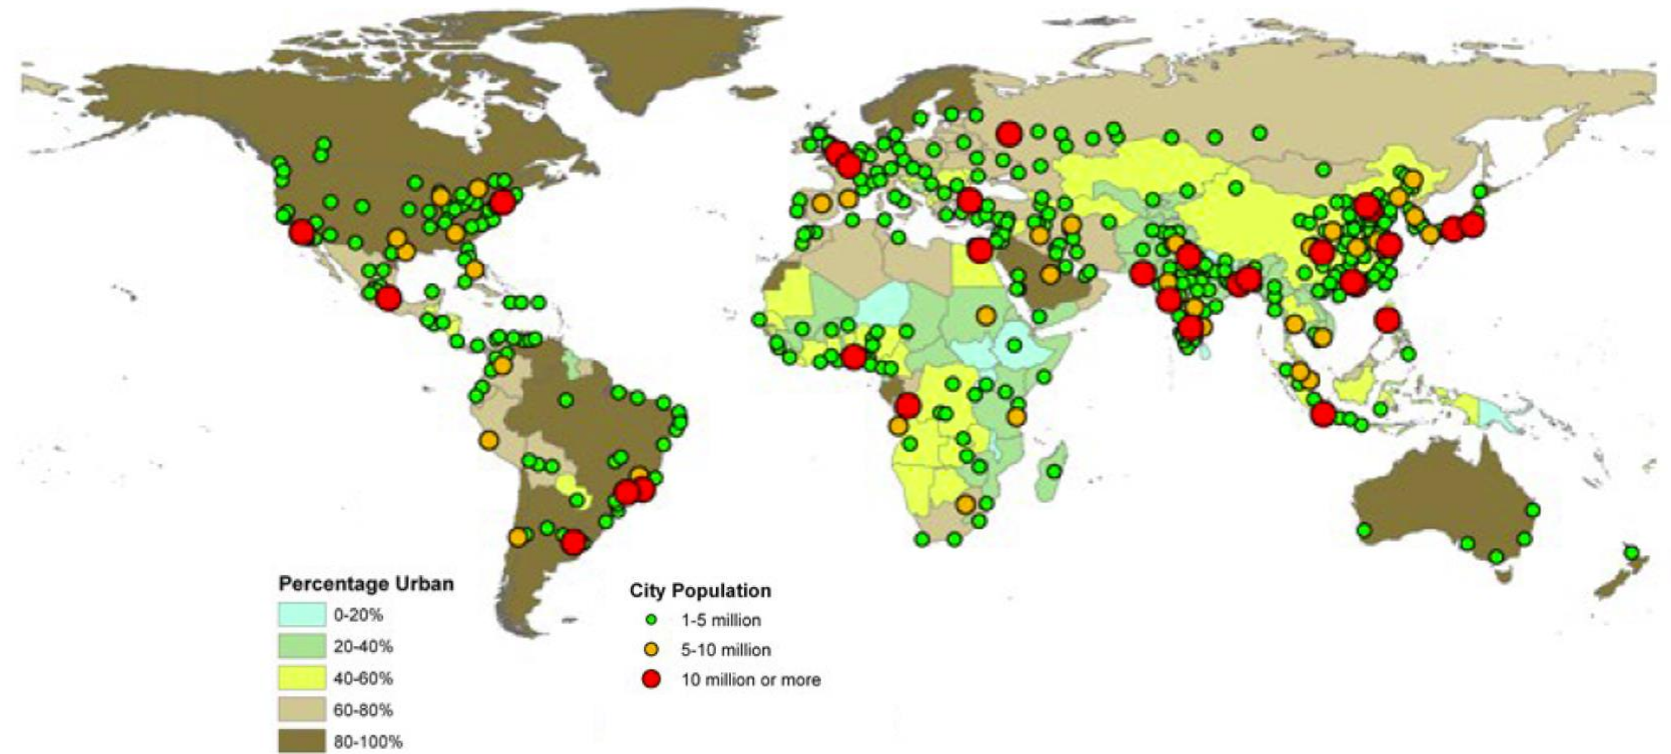 Percentage Urban
0-20%
20-40%
40-60%
60-80%
80-100%
City Population
1-5 million
5-10 million
10 million or more